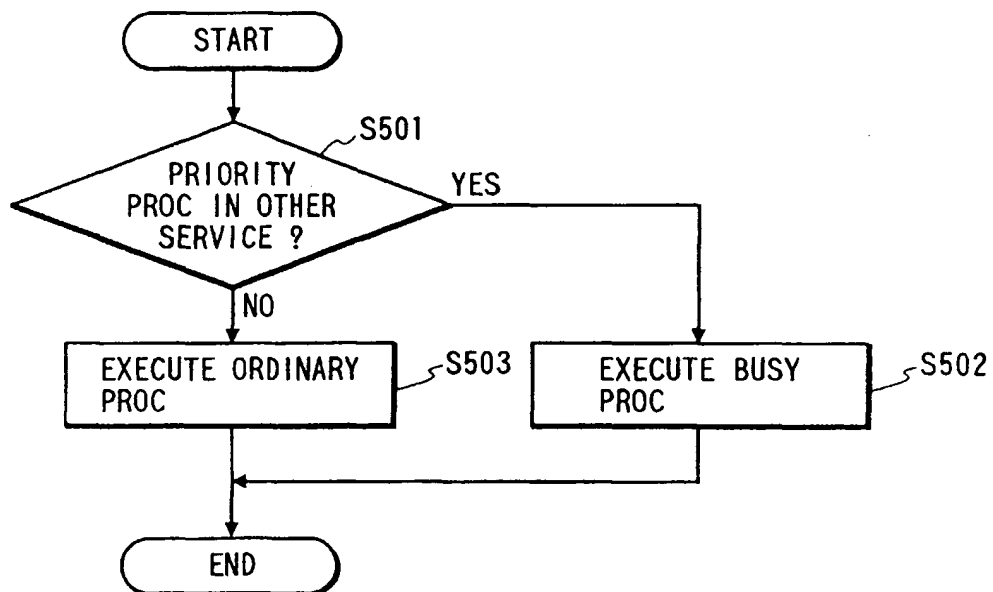 START
S501
PRIORITY
PROC IN OTHER
SERVICE ?
YES
NO
EXECUTE ORDINARY
PROC
S503
EXECUTE BUSY
PROC
S502
END